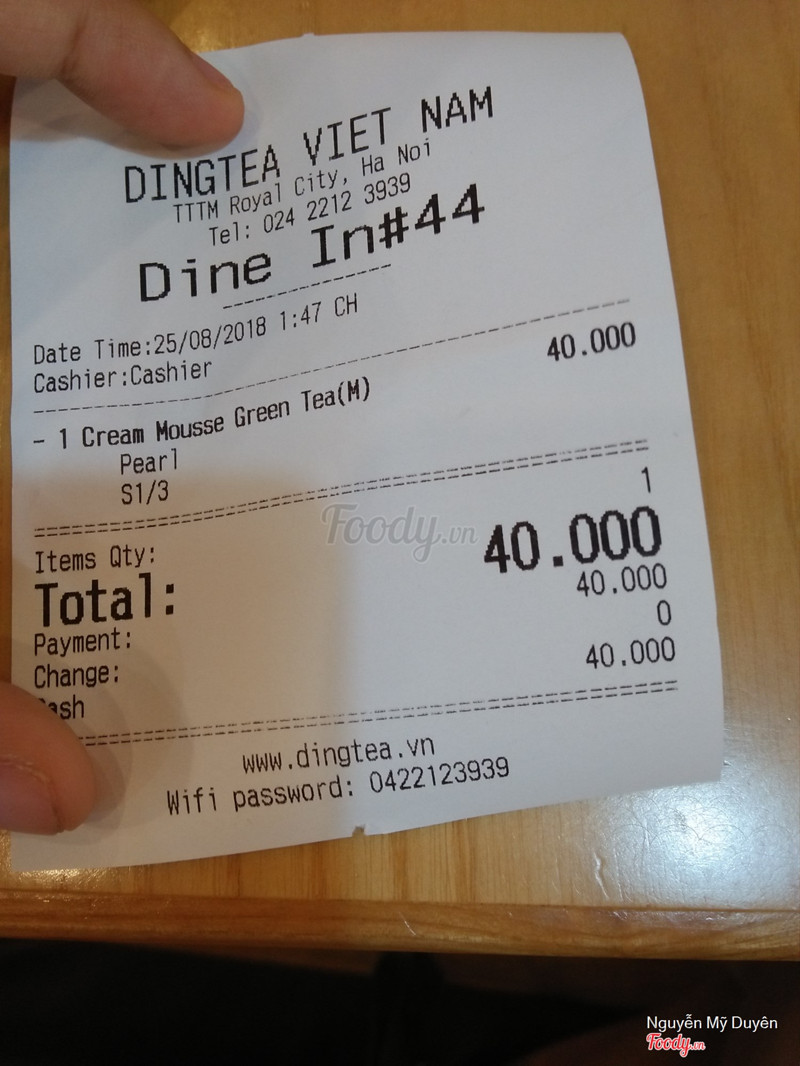 DINGTEA VIET NAM
TTTM Royal City, Ha Noi
Tel: 024 2212 3939
Dine In#44
Date Time:25/08/2018 1:47 CH
Cashier:Cashier
- 1 Cream Mousse Green Tea(M) 40.000
Pearl
S1/3
Items Qty: 1
Total: 40.000
Payment: 40.000
Change: 0
Cash 40.000
www.dingtea.vn
Wifi password: 0422123939
Foody.vn
Nguyễn Mỹ Duyên
Foody.vn